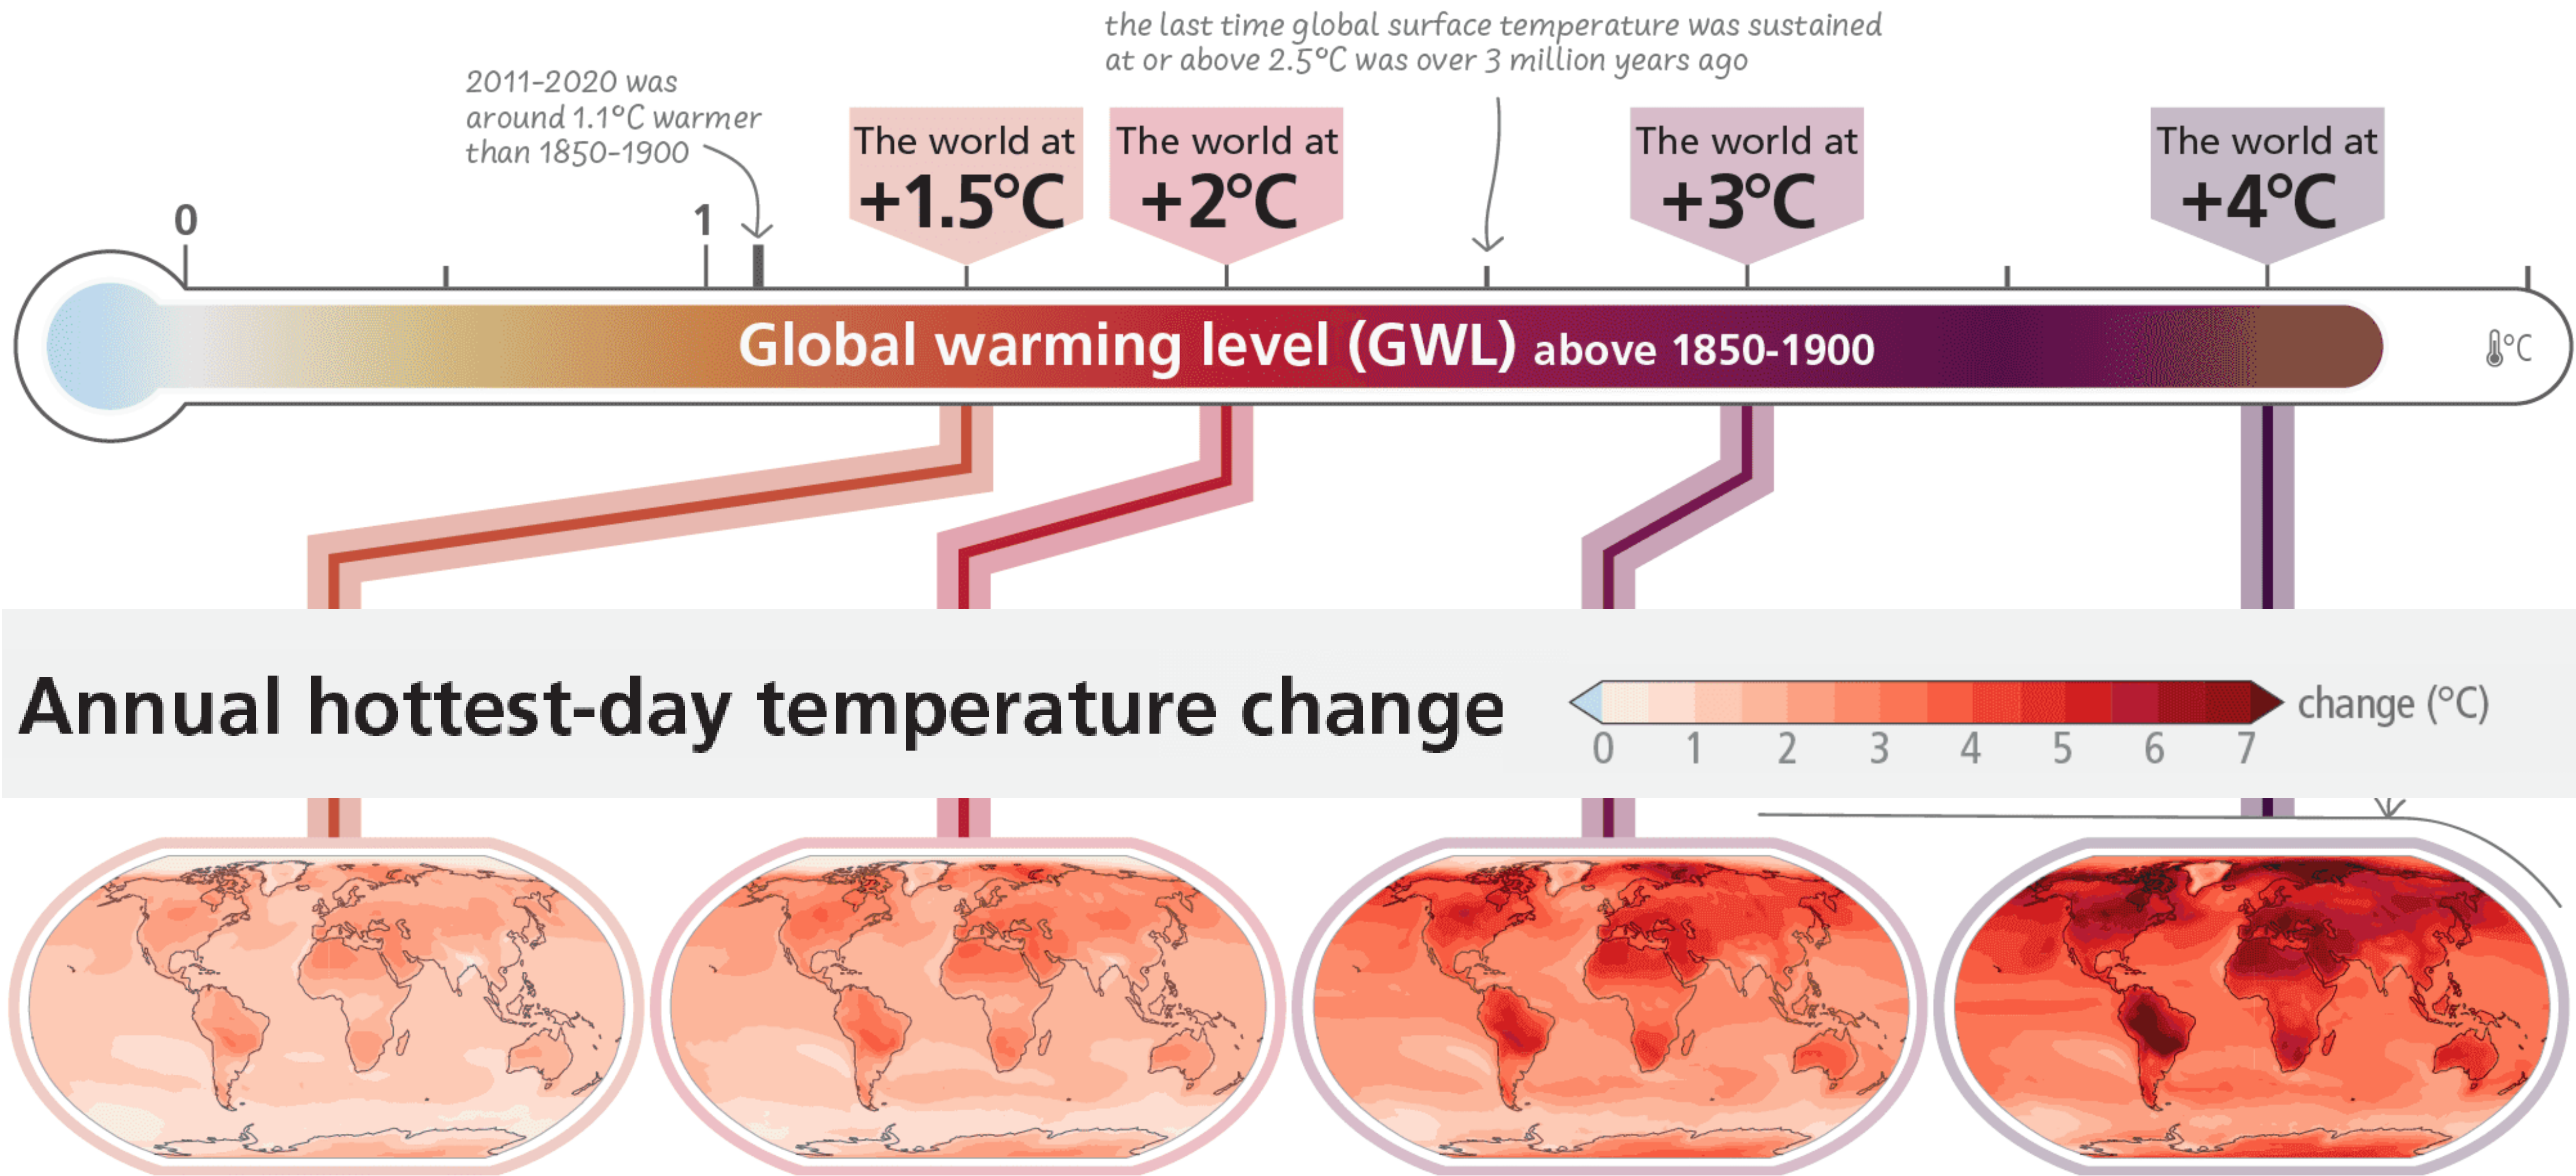 the last time global surface temperature was sustained
at or above 2.5°C was over 3 million years ago
2011-2020 was
around 1.1°C warmer
than 1850-1900
The world at
+1.5°C
The world at
+2°C
The world at
+3°C
The world at
+4°C
0
1
Global warming level (GWL) above 1850-1900
°C
Annual hottest-day temperature change
change (°C)
0 1 2 3 4 5 6 7